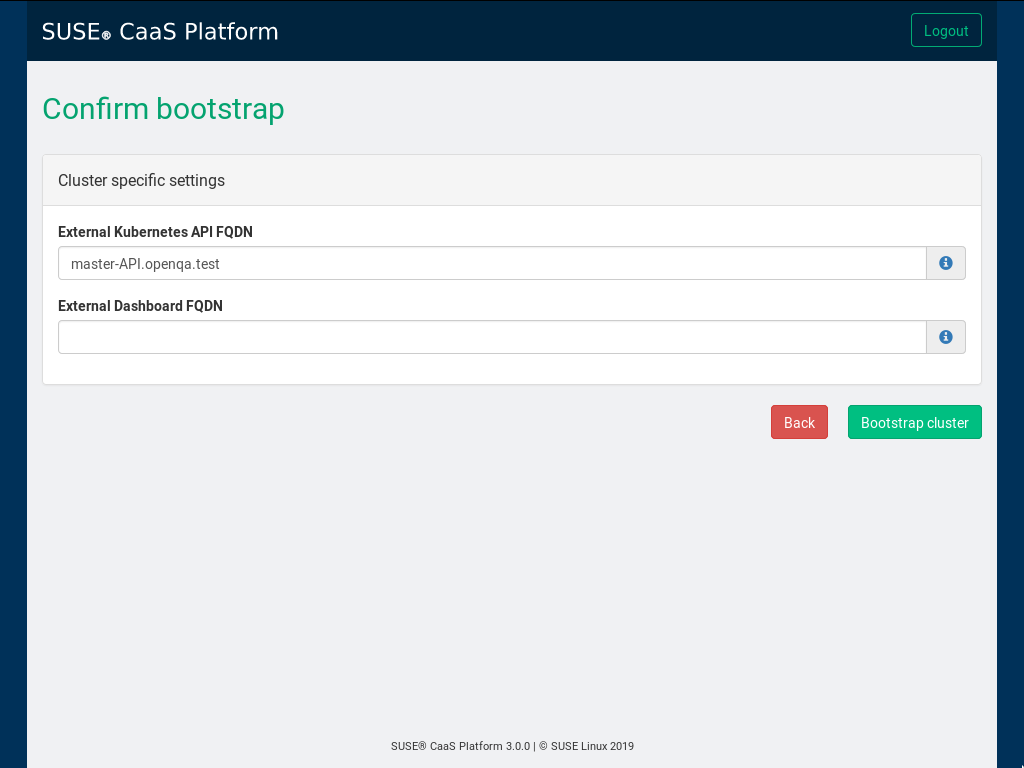 SUSE® CaaS Platform
Logout
Confirm bootstrap
Cluster specific settings
External Kubernetes API FQDN
master-API.openqa.test
External Dashboard FQDN
Back
Bootstrap cluster
SUSE® CaaS Platform 3.0.0 | © SUSE Linux 2019